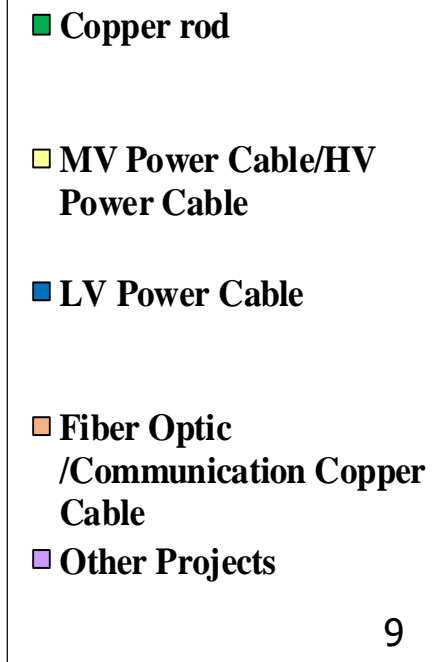 Copper rod
MV Power Cable/HV
Power Cable
LV Power Cable
Fiber Optic
/Communication Copper
Cable
Other Projects
9